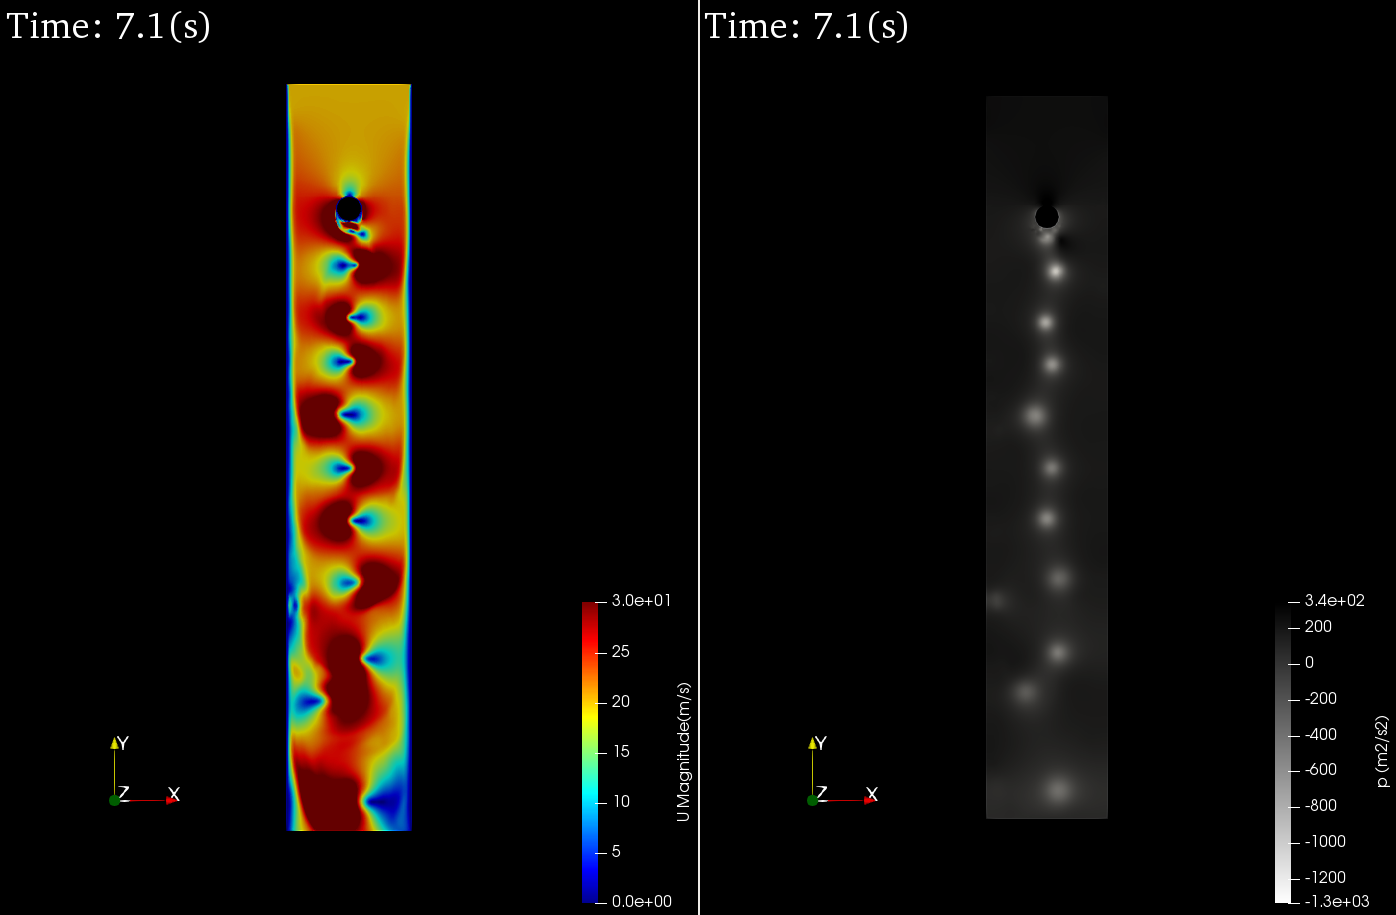 Time: 7.1(s)
3.0e+01
25
20
15
10
5
0.0e+00
U Magnitude(m/s)
Y
Z
X
Time: 7.1(s)
3.4e+02
200
0
-200
-400
-600
-800
-1000
-1200
-1.3e+03
p (m2/s2)
Y
Z
X